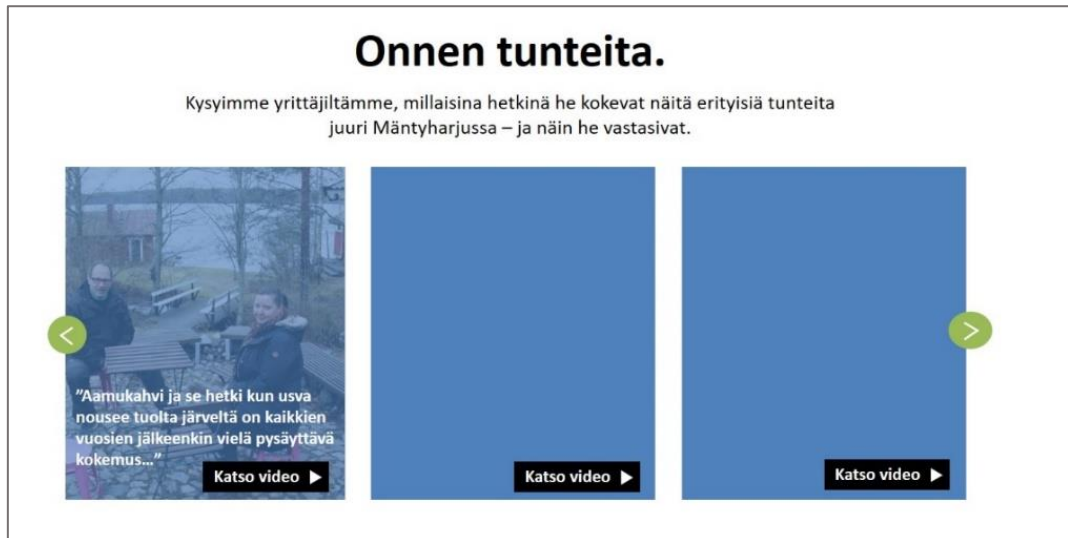 Onnen tunteita.
Kysyimme yrittäjiltämme, millaisina hetkinä he kokevat näitä erityisiä tunteita
juuri Mäntyharjussa – ja näin he vastasivat.
”Aamukahvi ja se hetki kun usva
nousee tuolta järveltä on kaikkien
vuosien jälkeenkin vielä pysäyttävä
kokemus…”
Katso video
Katso video
Katso video